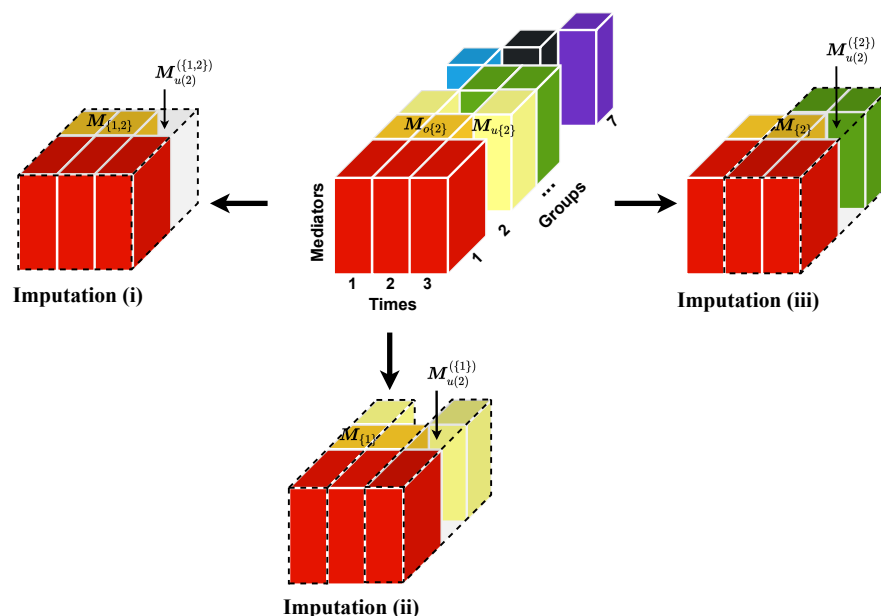 M_{u(2)}^{({1,2})}
M_{{1,2}}
Imputation (i)
Mediators
M_{o{2}}
M_{u{2}}
1 2 3
Times
1
2
...
7
Groups
M_{u(2)}^{({2})}
M_{{2}}
Imputation (iii)
M_{u(2)}^{({1})}
M_{{1}}
Imputation (ii)